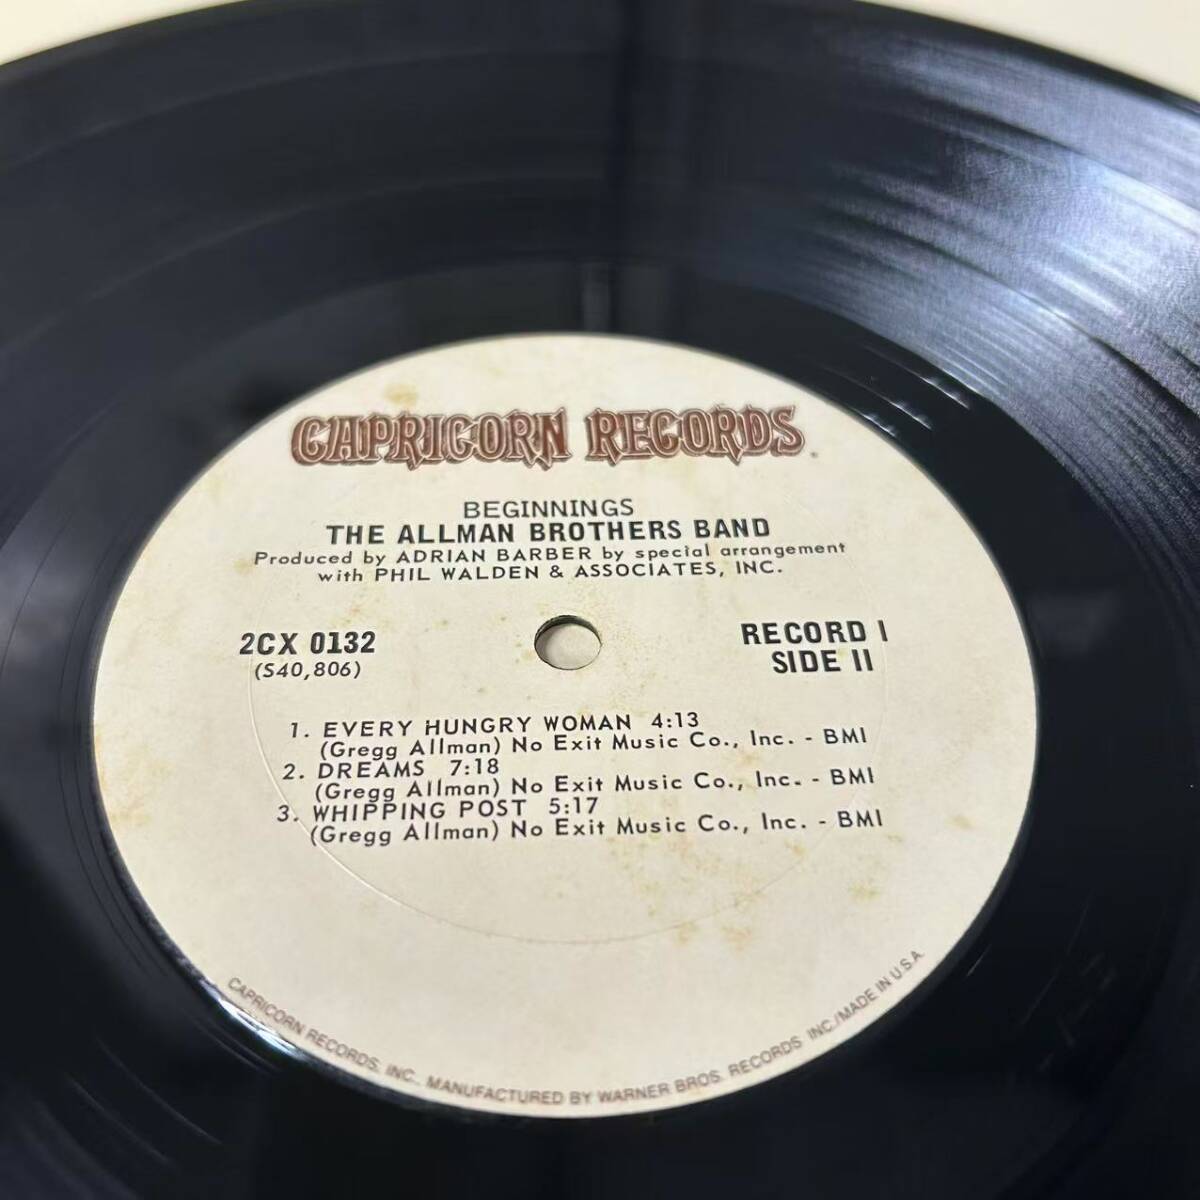 CAPRICORN RECORDS.
BEGINNINGS
THE ALLMAN BROTHERS BAND
Produced by ADRIAN BARBER by special arrangement
with PHIL WALDEN & ASSOCIATES, INC.
2CX 0132
(S40,806)
RECORD I
SIDE II
1. EVERY HUNGRY WOMAN 4:13
(Gregg Allman) No Exit Music Co., Inc. - BMI
2. DREAMS 7:18
(Gregg Allman) No Exit Music Co., Inc. - BMI
3. WHIPPING POST 5:17
(Gregg Allman) No Exit Music Co., Inc. - BMI
CAPRICORN RECORDS, INC., MANUFACTURED BY WARNER BROS. RECORDS INC./MADE IN U.S.A.